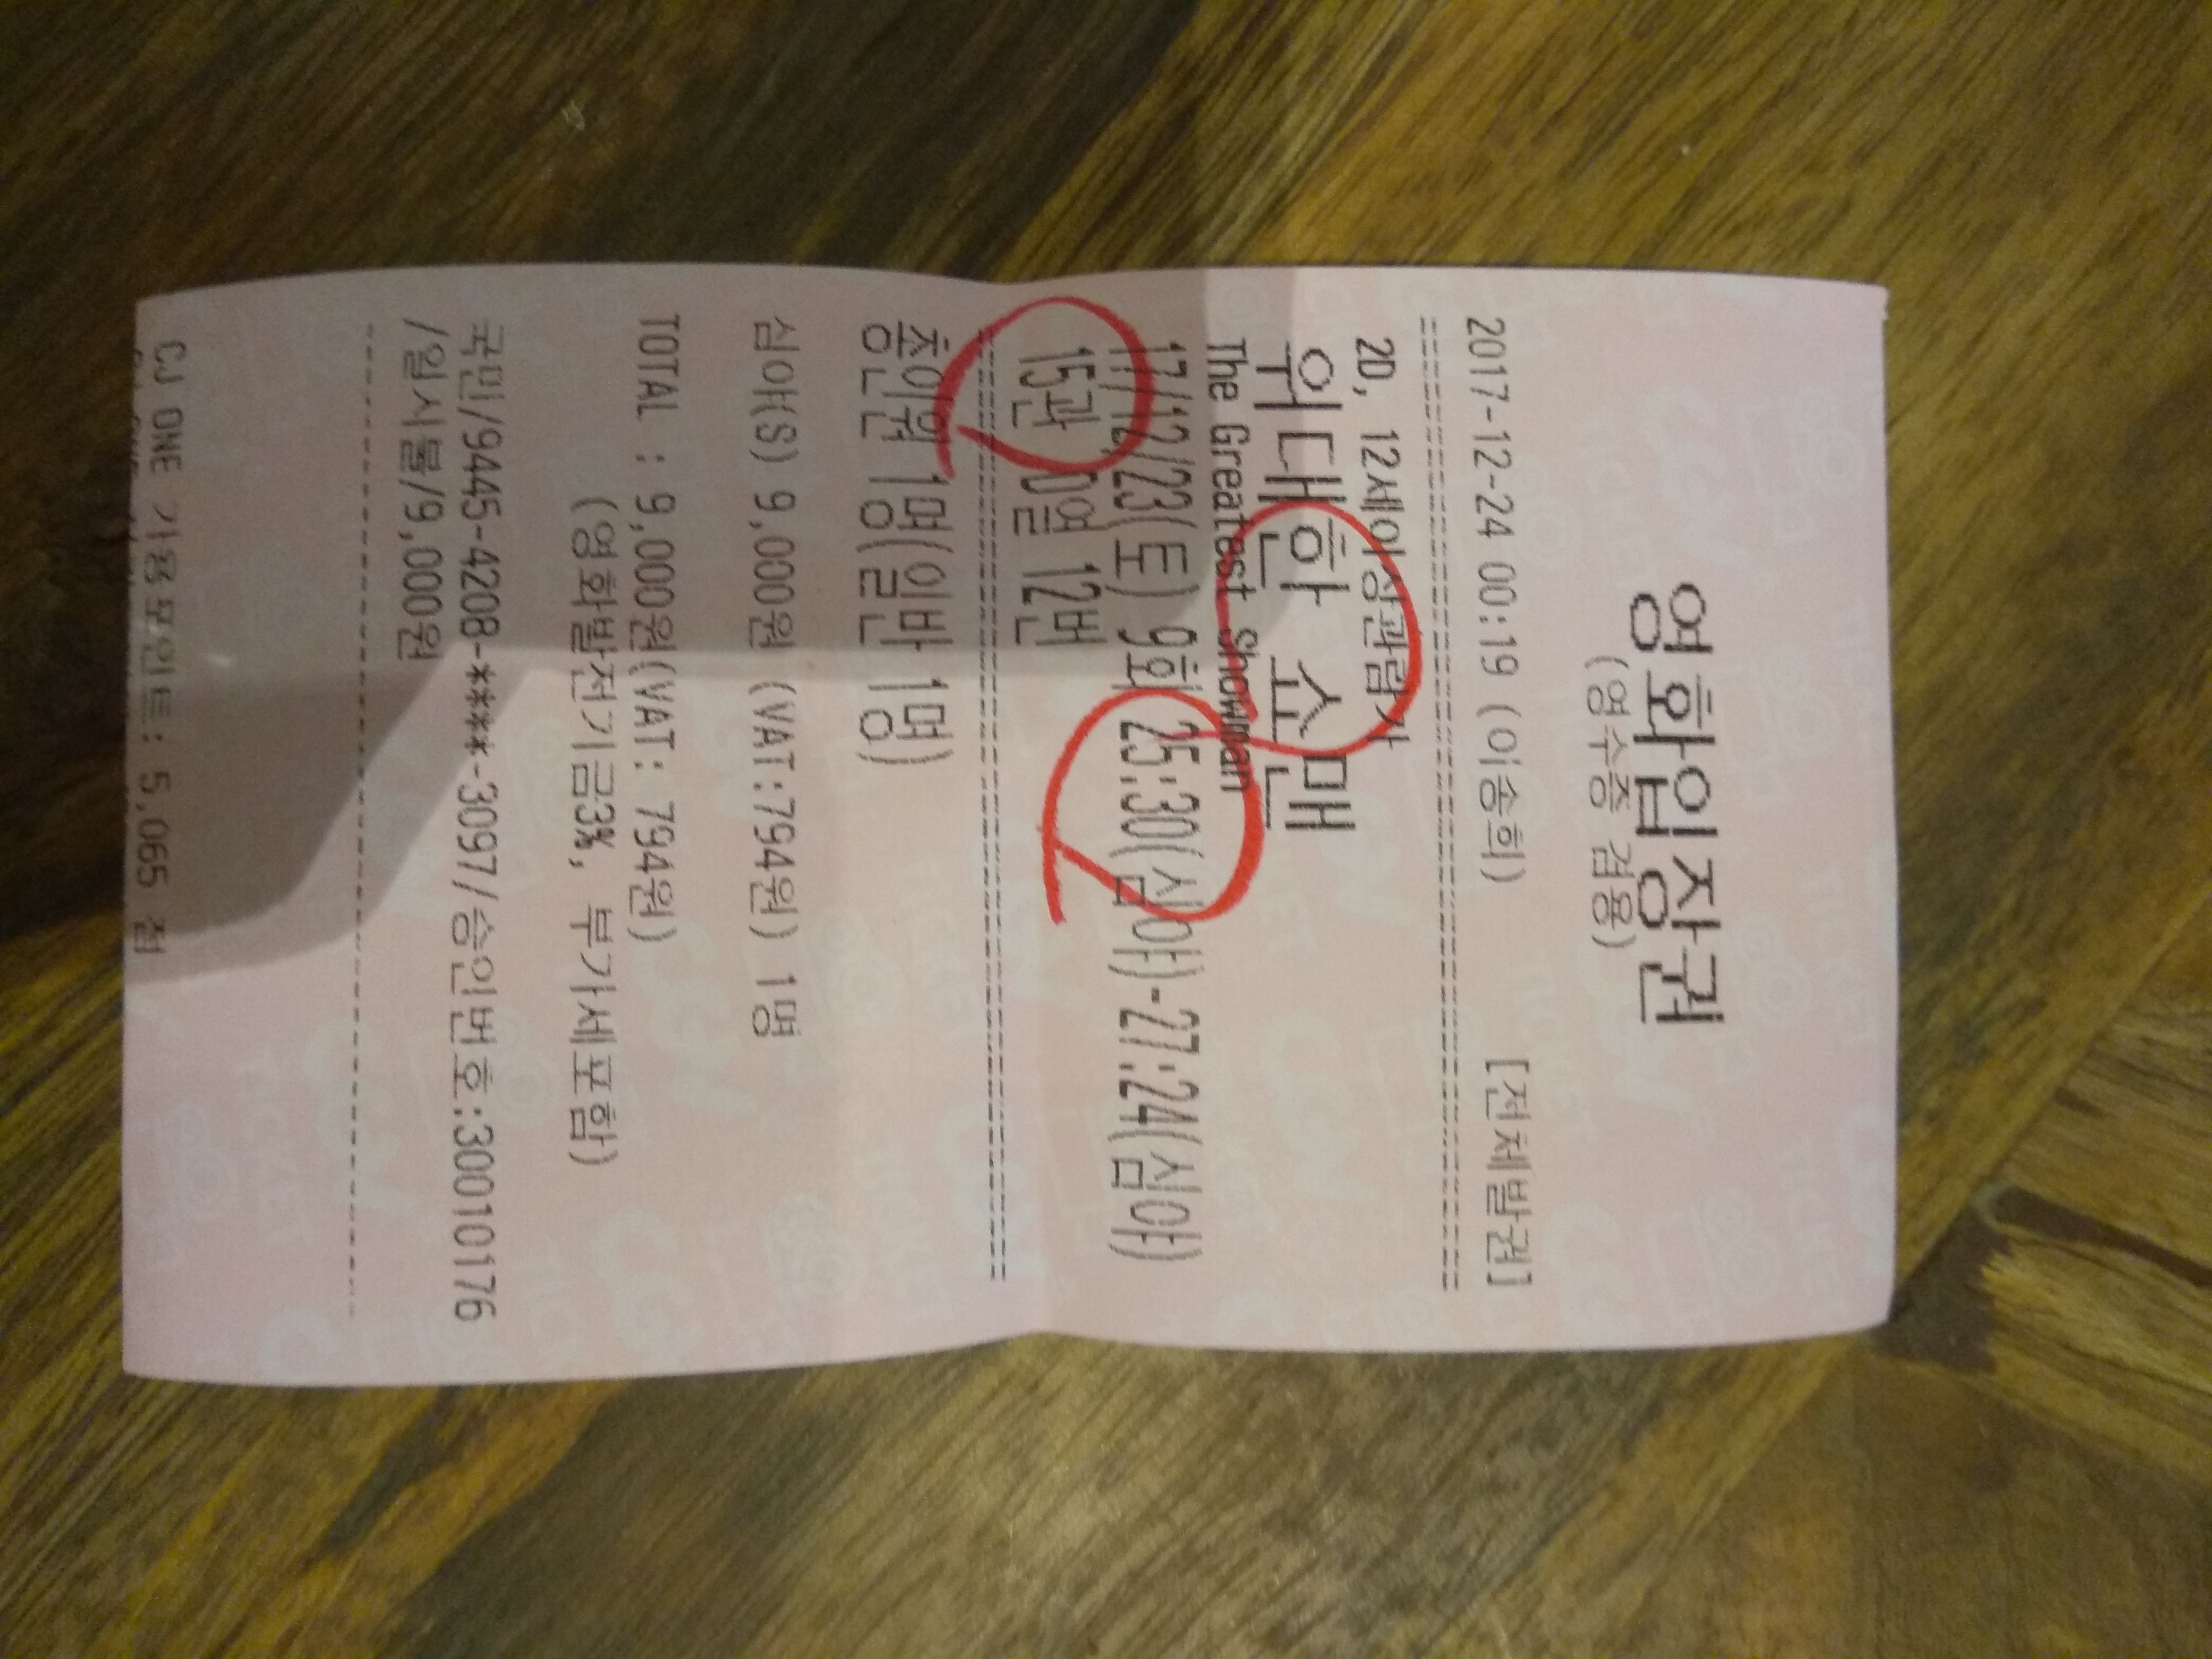 영화입장권
(영수증 겸용)
[전체발권]
2017-12-24 00:19 (이송희)
================================
2D, 12세이상관람가
위대한 쇼맨
The Greatest Showman
17/12/23(토) 9회 25:30(심야)-27:24(심야)
15관 D열 12번
================================
총인원 1명(일반 1명)
심야(S) 9,000원 (VAT:794원) 1명
TOTAL : 9,000원(VAT: 794원)
(영화발전기금3%, 부가세포함)
국민/9445-4208-****-3097/승인번호:30010176
/일시불/9,000원
--------------------------------
CJ ONE 가용포인트: 5,065 점